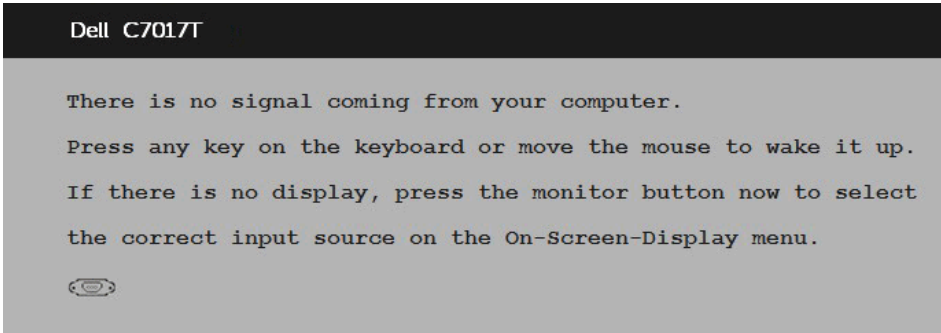 Dell C7017T
There is no signal coming from your computer.
Press any key on the keyboard or move the mouse to wake it up.
If there is no display, press the monitor button now to select
the correct input source on the On-Screen-Display menu.